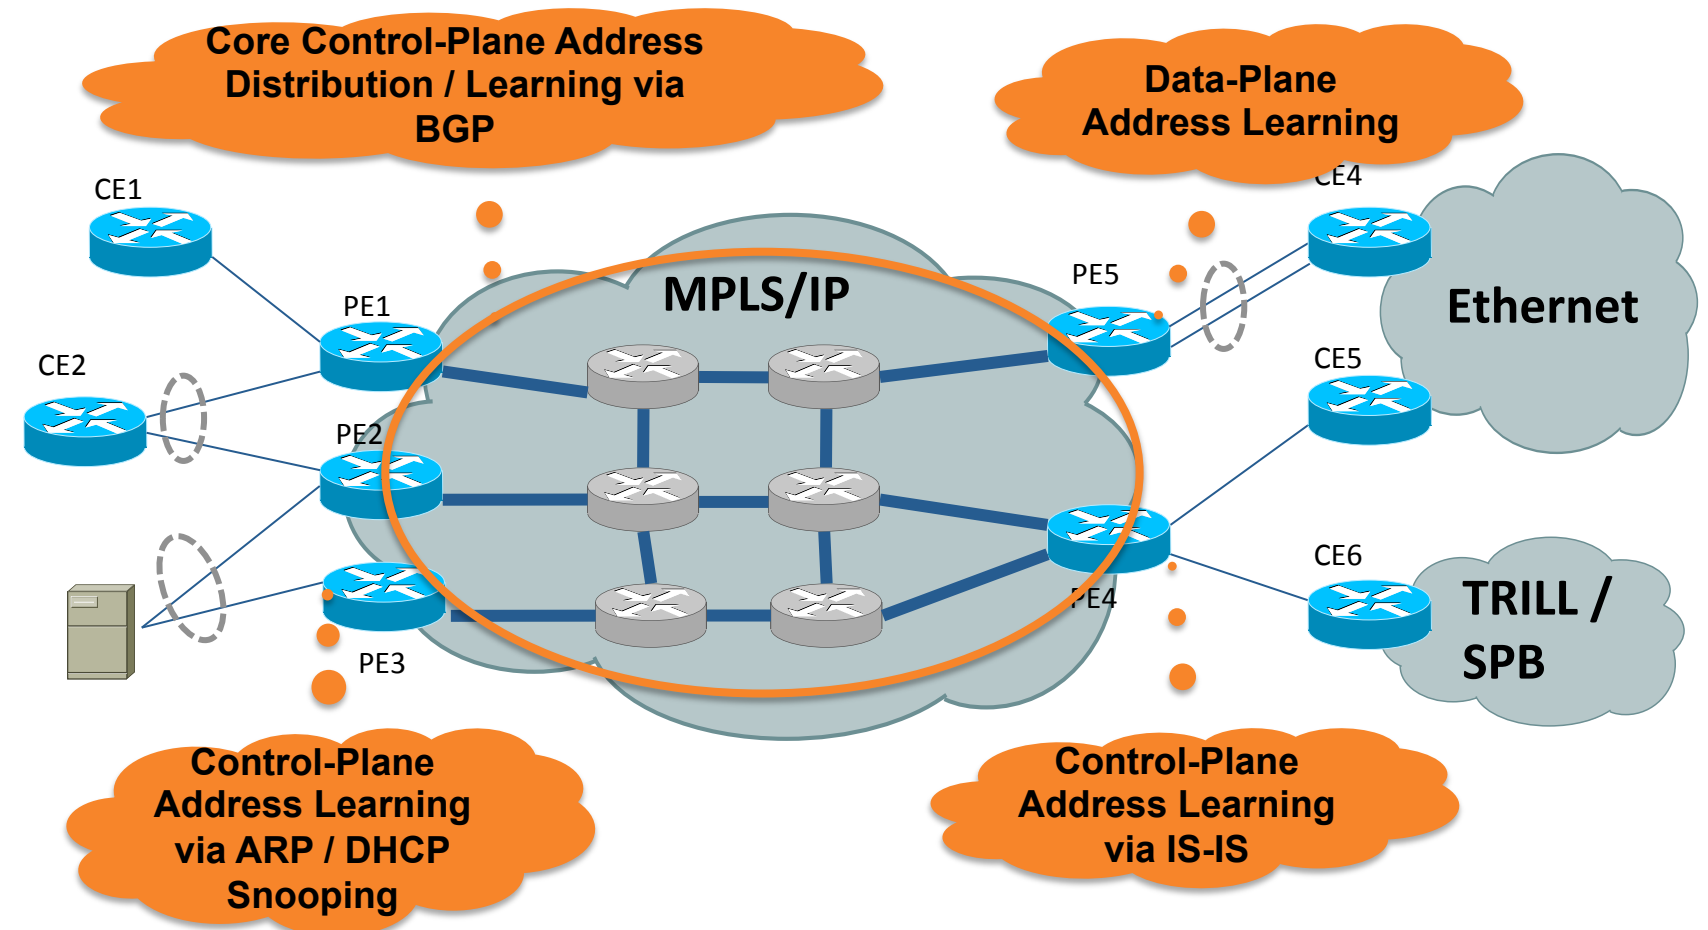 Core Control-Plane Address
Distribution / Learning via
BGP
Data-Plane
Address Learning
CE1
CE4
PE1
MPLS/IP
PE5
Ethernet
CE2
CE5
PE2
CE6
PE4
TRILL /
SPB
PE3
Control-Plane
Address Learning
via ARP / DHCP
Snooping
Control-Plane
Address Learning
via IS-IS